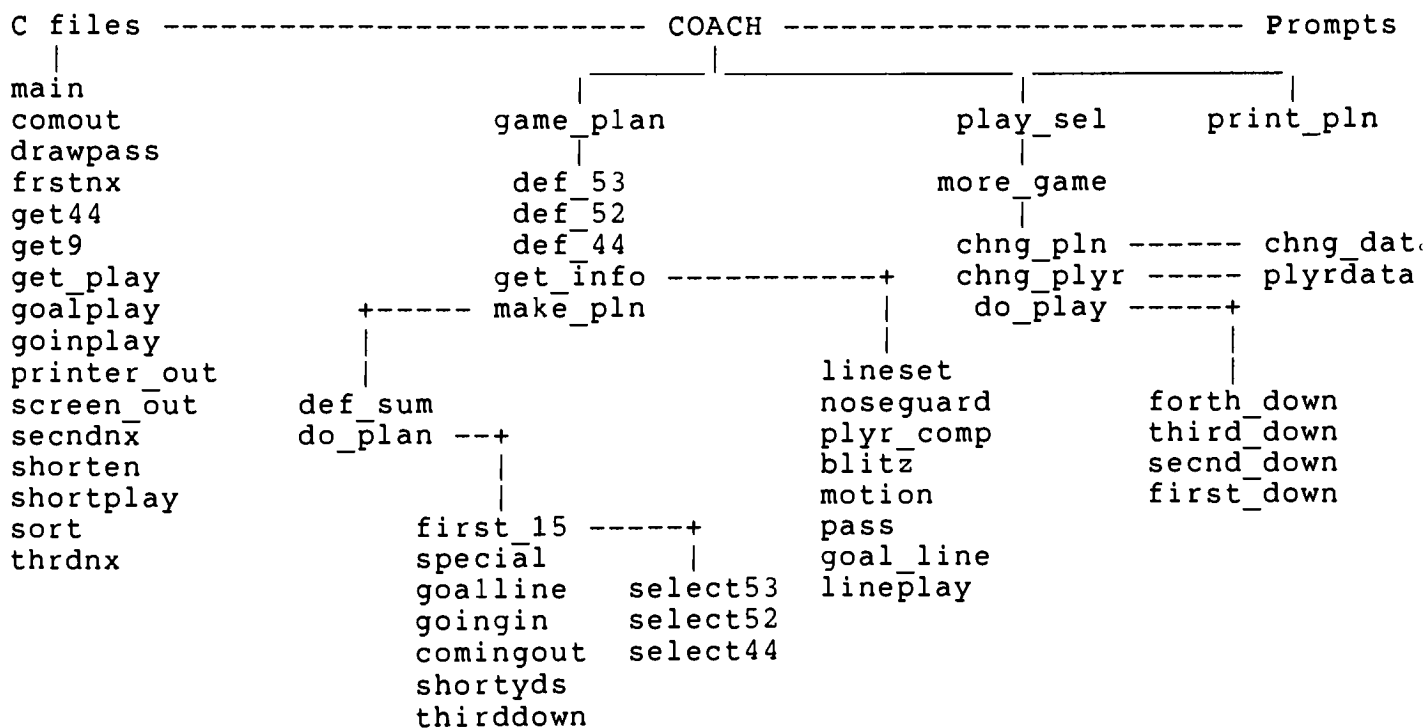 C files ------------------------ COACH ----------------------- Prompts
main
comout game_plan play_sel print_pln
drawpass
frstnx def_53 more_game
get44 def_52
get9 def_44 chng_pln ------ chng_dat
get_play get_info -----------+ chng_plyr ----- plyrdata
goalplay +----- make_pln do_play -----+
goinplay
printer_out lineset
screen_out def_sum noseguard forth_down
secndnx do_plan --+ plyr_comp third_down
shorten blitz secnd_down
shortplay motion first_down
sort first_15 -----+ pass
thrdnx special goal_line
goalline select53 lineplay
goingin select52
comingout select44
shortyds
thirddown